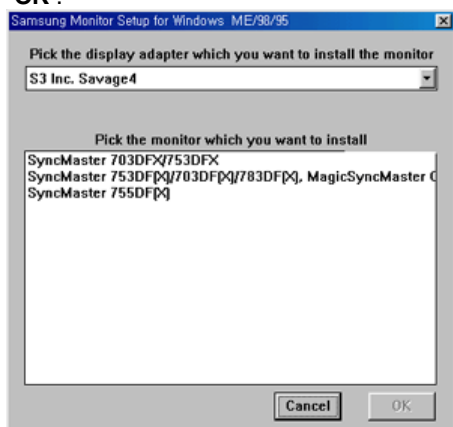 OK .
Samsung Monitor Setup for Windows ME/98/95
Pick the display adapter which you want to install the monitor
S3 Inc. Savage4
Pick the monitor which you want to install
SyncMaster 703DFX/753DFX
SyncMaster 753DF[X]/703DF[X]/783DF[X], MagicSyncMaster
SyncMaster 755DF[X]
Cancel
OK